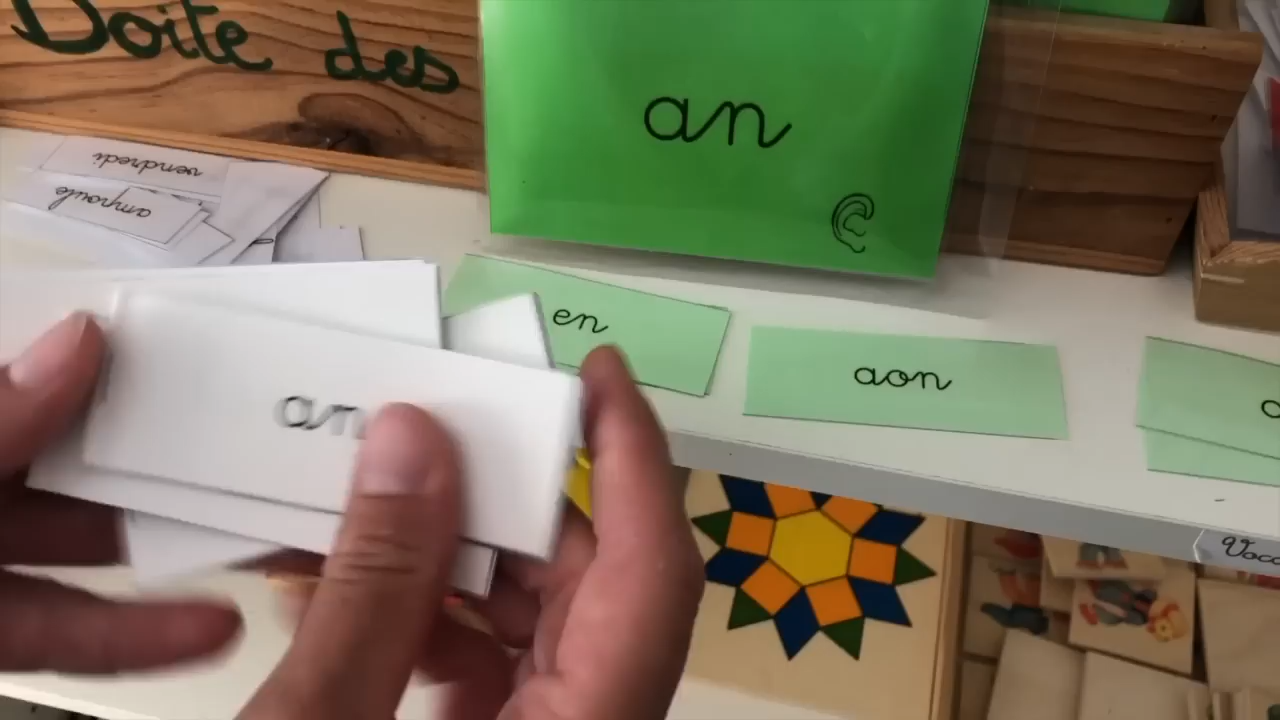 Boite des
an
vendredi
ampoule
en
aon
an